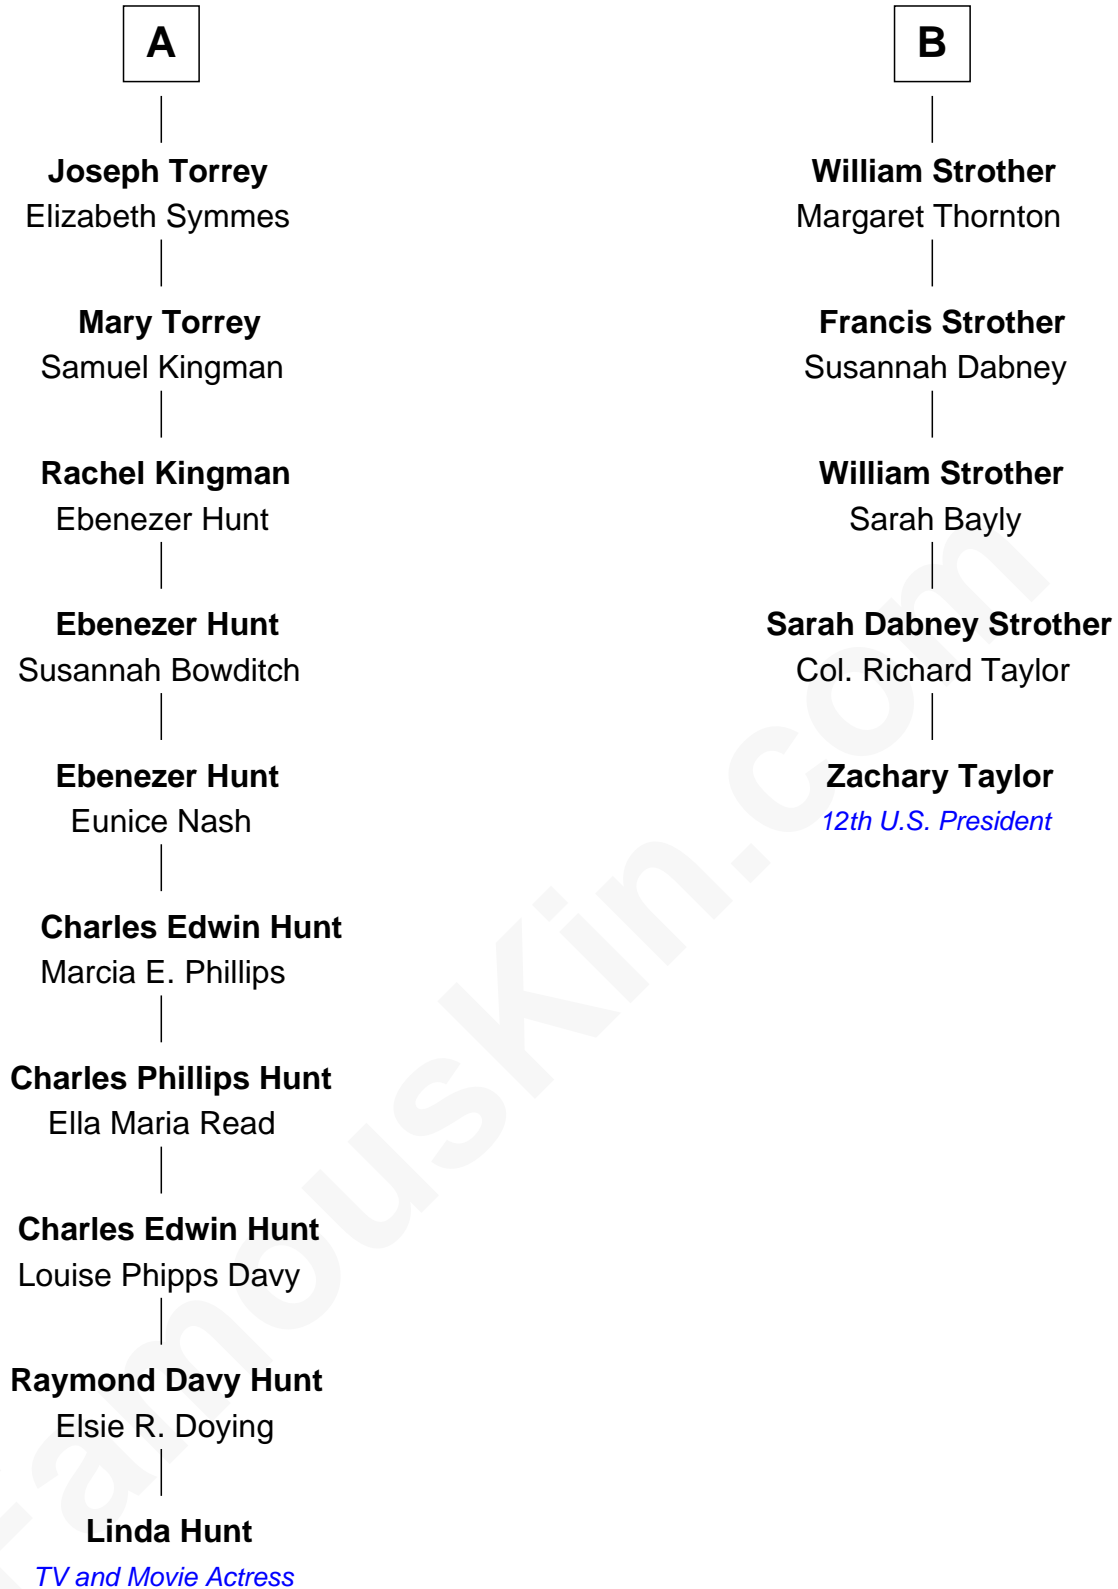 A
Joseph Torrey
Elizabeth Symmes
Mary Torrey
Samuel Kingman
Rachel Kingman
Ebenezer Hunt
Ebenezer Hunt
Susannah Bowditch
Ebenezer Hunt
Eunice Nash
Charles Edwin Hunt
Marcia E. Phillips
Charles Phillips Hunt
Ella Maria Read
Charles Edwin Hunt
Louise Phipps Davy
Raymond Davy Hunt
Elsie R. Doying
Linda Hunt
TV and Movie Actress
B
William Strother
Margaret Thornton
Francis Strother
Susannah Dabney
William Strother
Sarah Bayly
Sarah Dabney Strother
Col. Richard Taylor
Zachary Taylor
12th U.S. President
FamousKin.com